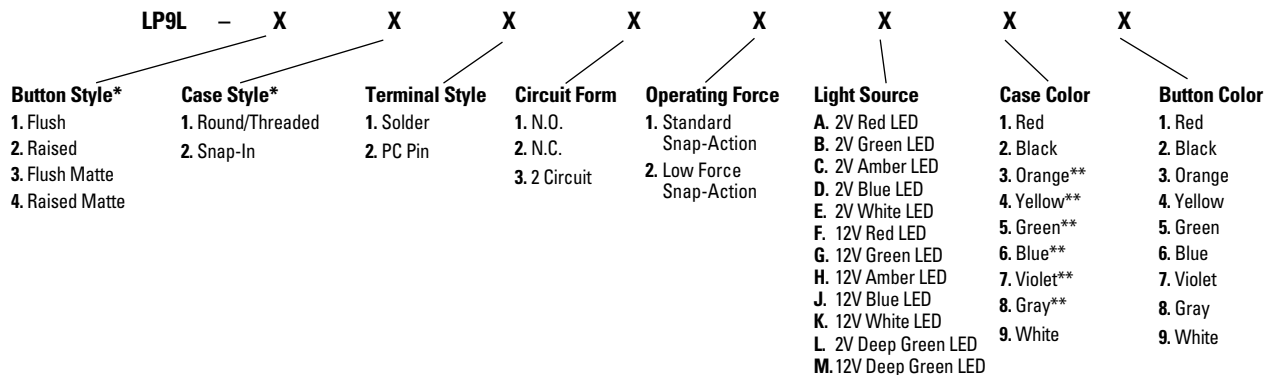 LP9L – X X X X X X X X
Button Style*
1. Flush
2. Raised
3. Flush Matte
4. Raised Matte
Case Style*
1. Round/Threaded
2. Snap-In
Terminal Style
1. Solder
2. PC Pin
Circuit Form
1. N.O.
2. N.C.
3. 2 Circuit
Operating Force
1. Standard
Snap-Action
2. Low Force
Snap-Action
Light Source
A. 2V Red LED
B. 2V Green LED
C. 2V Amber LED
D. 2V Blue LED
E. 2V White LED
F. 12V Red LED
G. 12V Green LED
H. 12V Amber LED
J. 12V Blue LED
K. 12V White LED
L. 2V Deep Green LED
M. 12V Deep Green LED
Case Color
1. Red
2. Black
3. Orange**
4. Yellow**
5. Green**
6. Blue**
7. Violet**
8. Gray**
9. White
Button Color
1. Red
2. Black
3. Orange
4. Yellow
5. Green
6. Blue
7. Violet
8. Gray
9. White